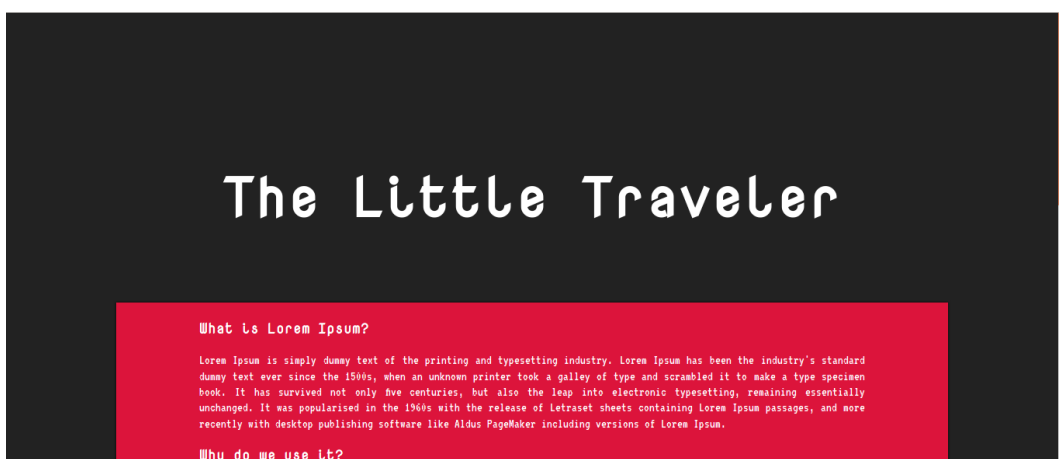 The Little Traveler
What is Lorem Ipsum?
Lorem Ipsum is simply dummy text of the printing and typesetting industry. Lorem Ipsum has been the industry's standard
dummy text ever since the 1500s, when an unknown printer took a galley of type and scrambled it to make a type specimen
book. It has survived not only five centuries, but also the leap into electronic typesetting, remaining essentially
unchanged. It was popularised in the 1960s with the release of Letraset sheets containing Lorem Ipsum passages, and more
recently with desktop publishing software like Aldus PageMaker including versions of Lorem Ipsum.
Why do we use it?